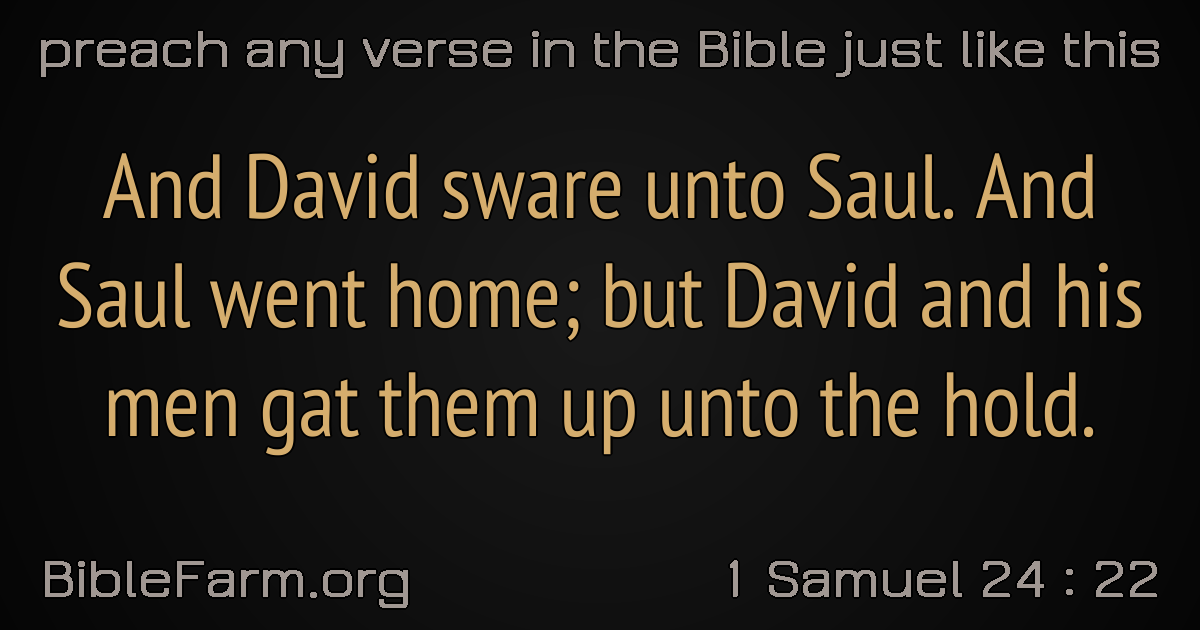 preach any verse in the Bible just like this
And David sware unto Saul. And
Saul went home; but David and his
men gat them up unto the hold.
BibleFarm.org
1 Samuel 24 : 22